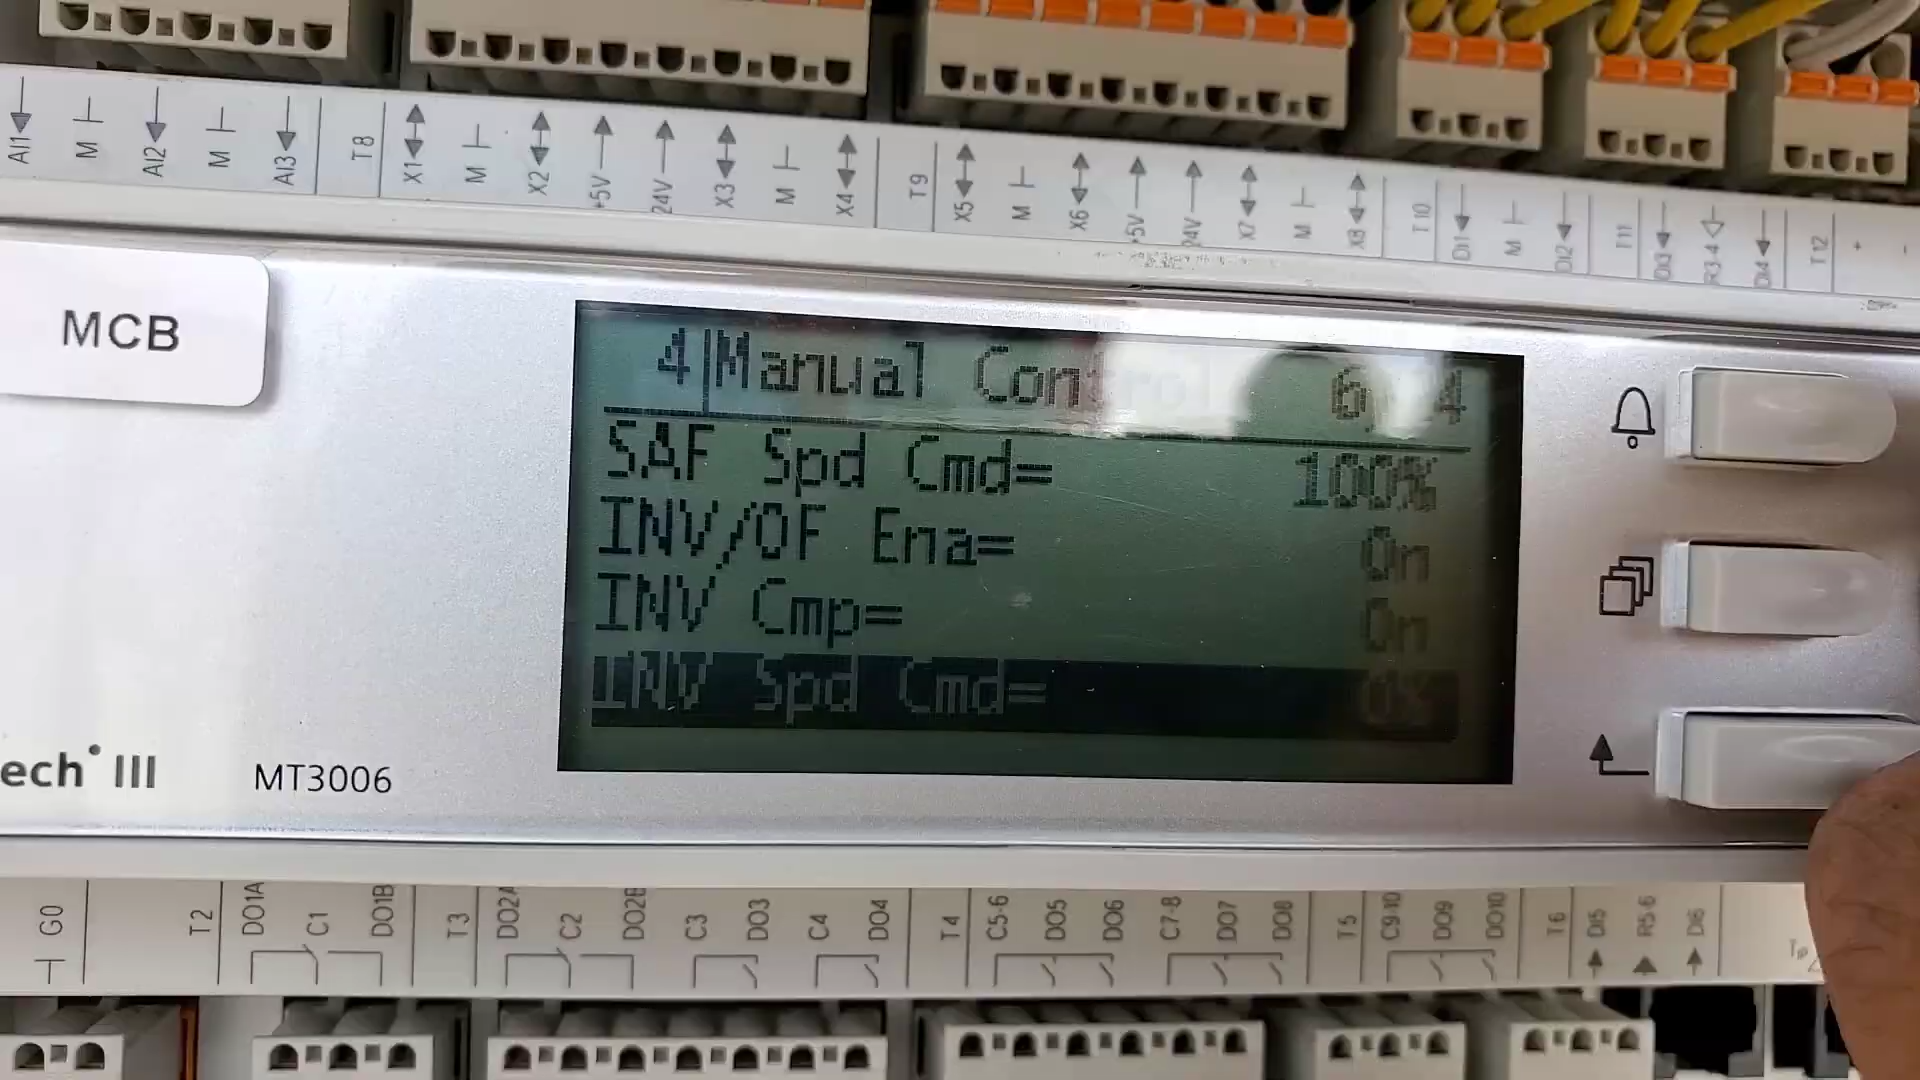 AI1 M AI2 M AI3 T8 X1 M X2 +5V 24V X3 M X4 T9 X5 M X6 +5V 24V X7 M X8 T10 DI1 M DI2 T11 DI3 R3-4 DI4 T12 + -
MCB
4 Manual Control
SAF Spd Cmd= 100%
INV/OF Ena= On
INV Cmp= On
INV Spd Cmd=
ech III MT3006
G0 T2 DO1A C1 DO1B T3 DO2A C2 DO2B C3 DO3 C4 DO4 T4 C5-6 DO5 DO6 C7-8 DO7 DO8 T5 C9-10 DO9 DO10 T6 DI5 R5-6 DI6